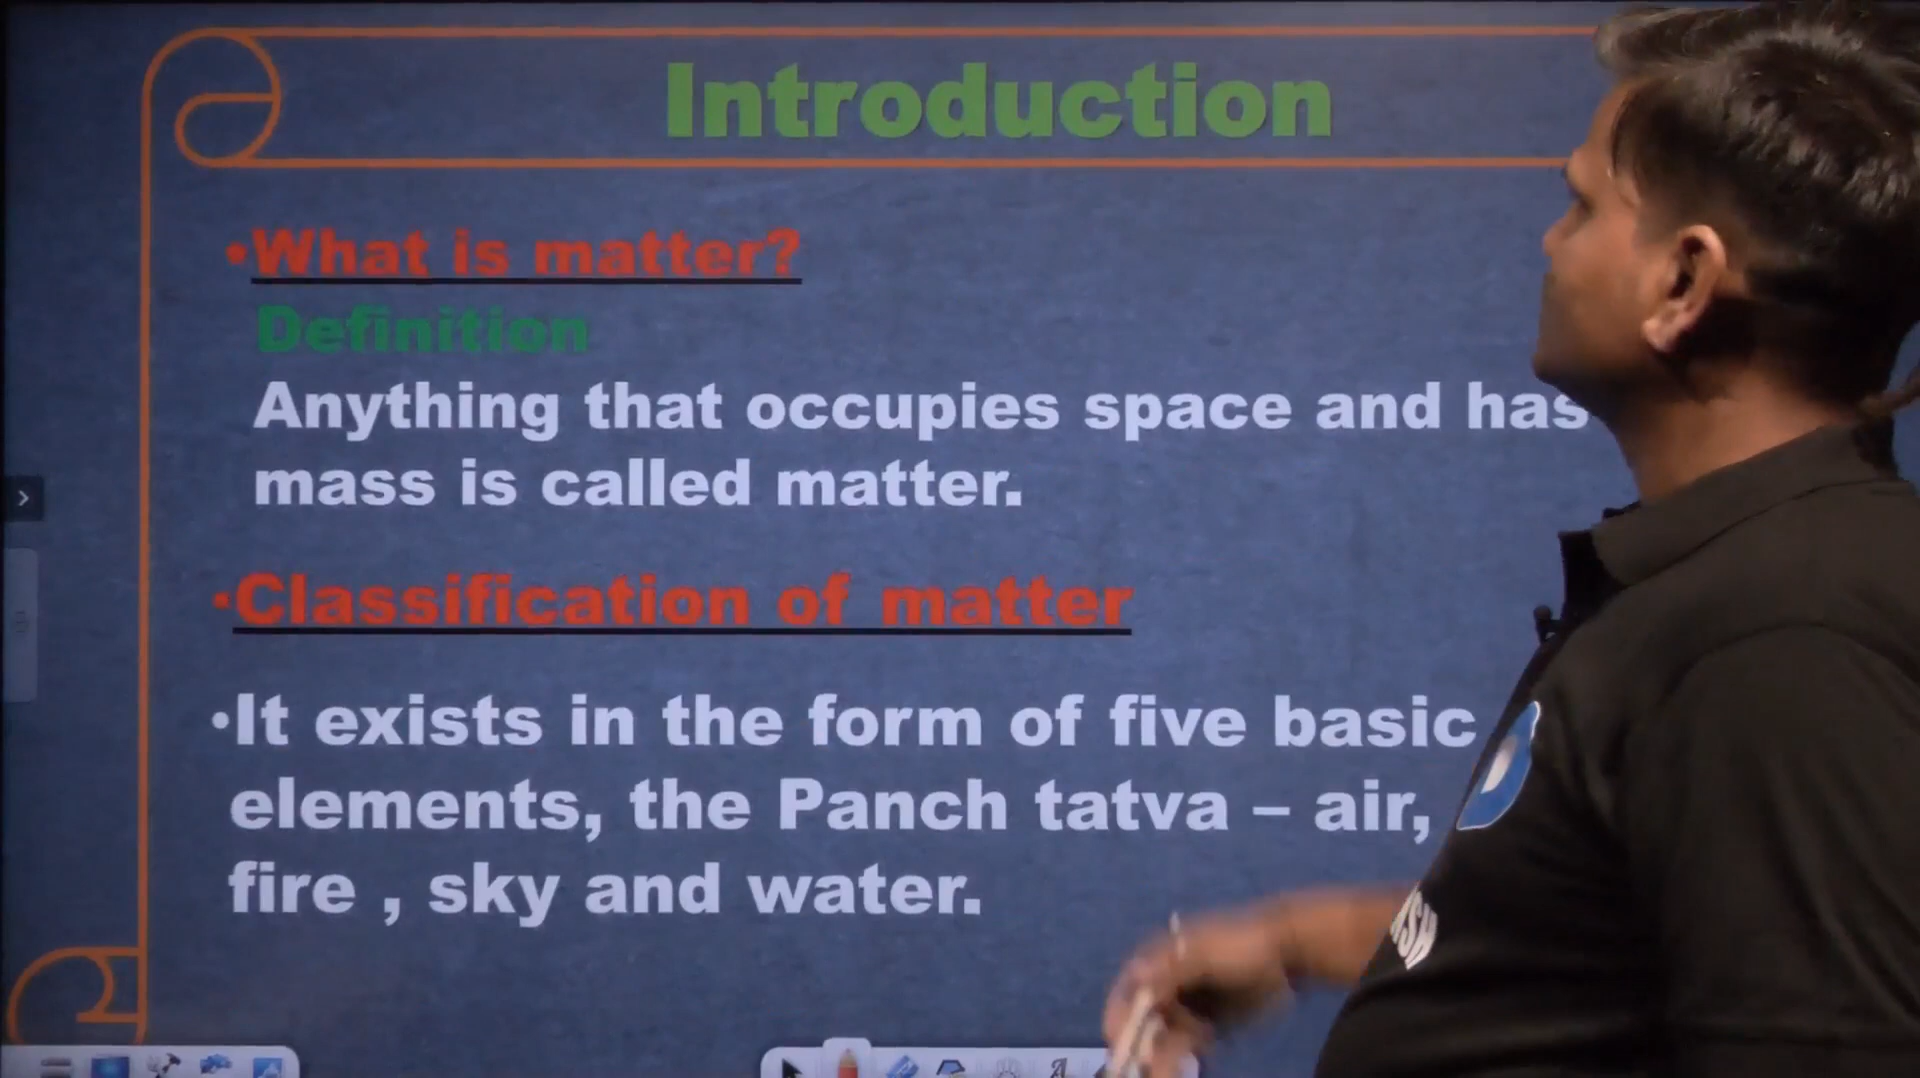 Introduction
•What is matter?
Definition
Anything that occupies space and has
mass is called matter.
•Classification of matter
•It exists in the form of five basic
elements, the Panch tatva – air,
fire , sky and water.